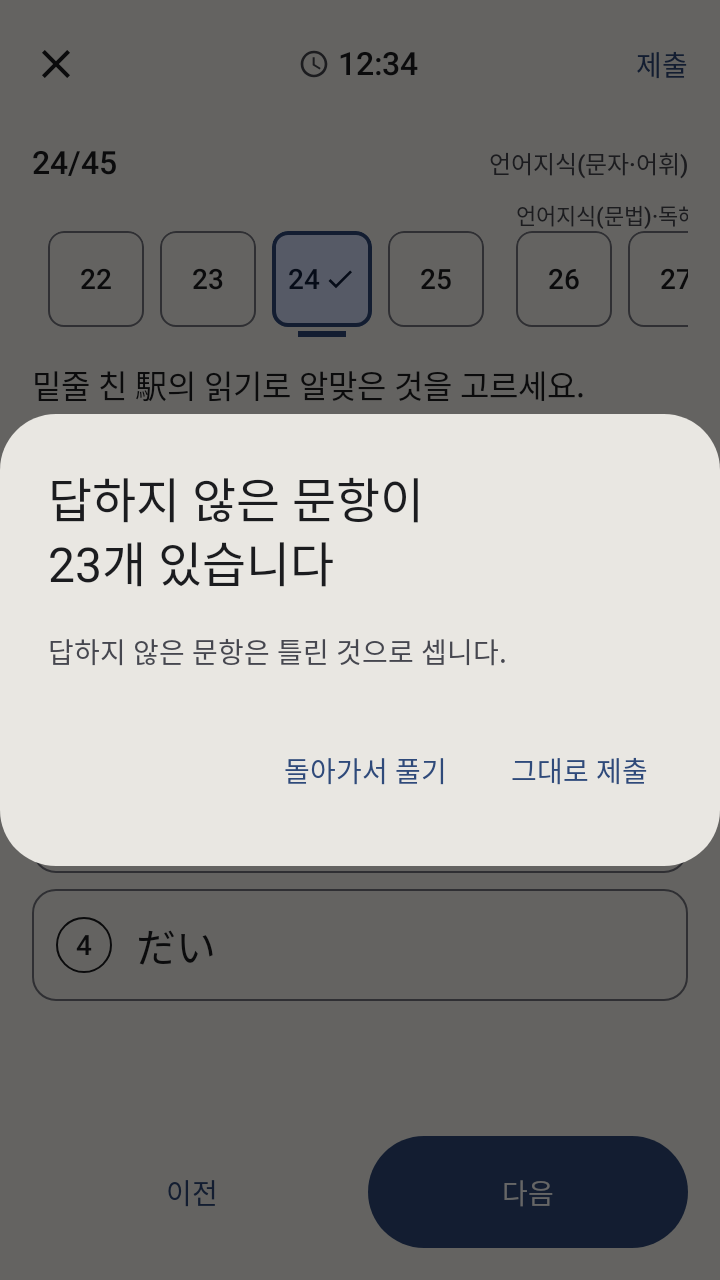 12:34
제출
24/45
언어지식(문자·어휘)
언어지식(문법)·독해
22
23
24
25
26
27
밑줄 친 駅의 읽기로 알맞은 것을 고르세요.
답하지 않은 문항이
23개 있습니다
답하지 않은 문항은 틀린 것으로 셉니다.
돌아가서 풀기
그대로 제출
4 だい
이전
다음